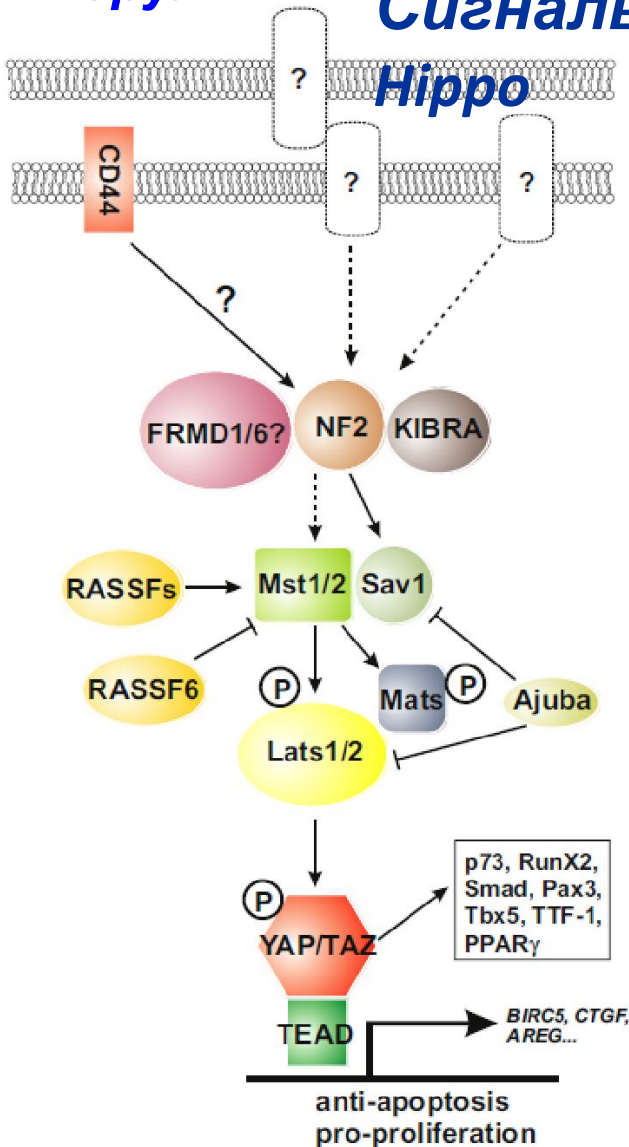 Сигналь
Hippo
?
CD44
?
?
?
FRMD1/6?
NF2
KIBRA
RASSFs
Mst1/2
Sav1
RASSF6
P
Mats
P
Ajuba
Lats1/2
p73, RunX2,
Smad, Pax3,
Tbx5, TTF-1,
PPARγ
P
YAP/TAZ
TEAD
BIRC5, CTGF,
AREG...
anti-apoptosis
pro-proliferation